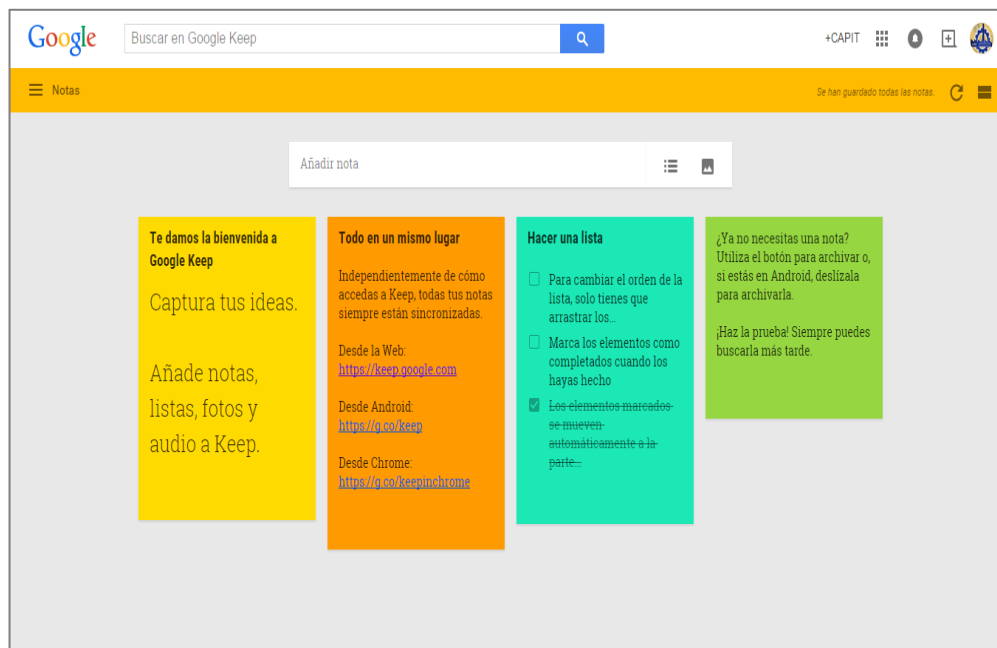 Google
Buscar en Google Keep
+CAPIT
Notas
Se han guardado todas las notas.
Añadir nota
Te damos la bienvenida a
Google Keep
Captura tus ideas.
Añade notas,
listas, fotos y
audio a Keep.
Todo en un mismo lugar
Independientemente de cómo
accedas a Keep, todas tus notas
siempre están sincronizadas.
Desde la Web:
https://keep.google.com
Desde Android:
https://g.co/keep
Desde Chrome:
https://g.co/keepinchrome
Hacer una lista
Para cambiar el orden de la
lista, solo tienes que
arrastrar los...
Marca los elementos como
completados cuando los
hayas hecho
Los elementos marcados
se mueven
automáticamente a la
parte...
¿Ya no necesitas una nota?
Utiliza el botón para archivar o,
si estás en Android, deslízala
para archivarla.
¡Haz la prueba! Siempre puedes
buscarla más tarde.